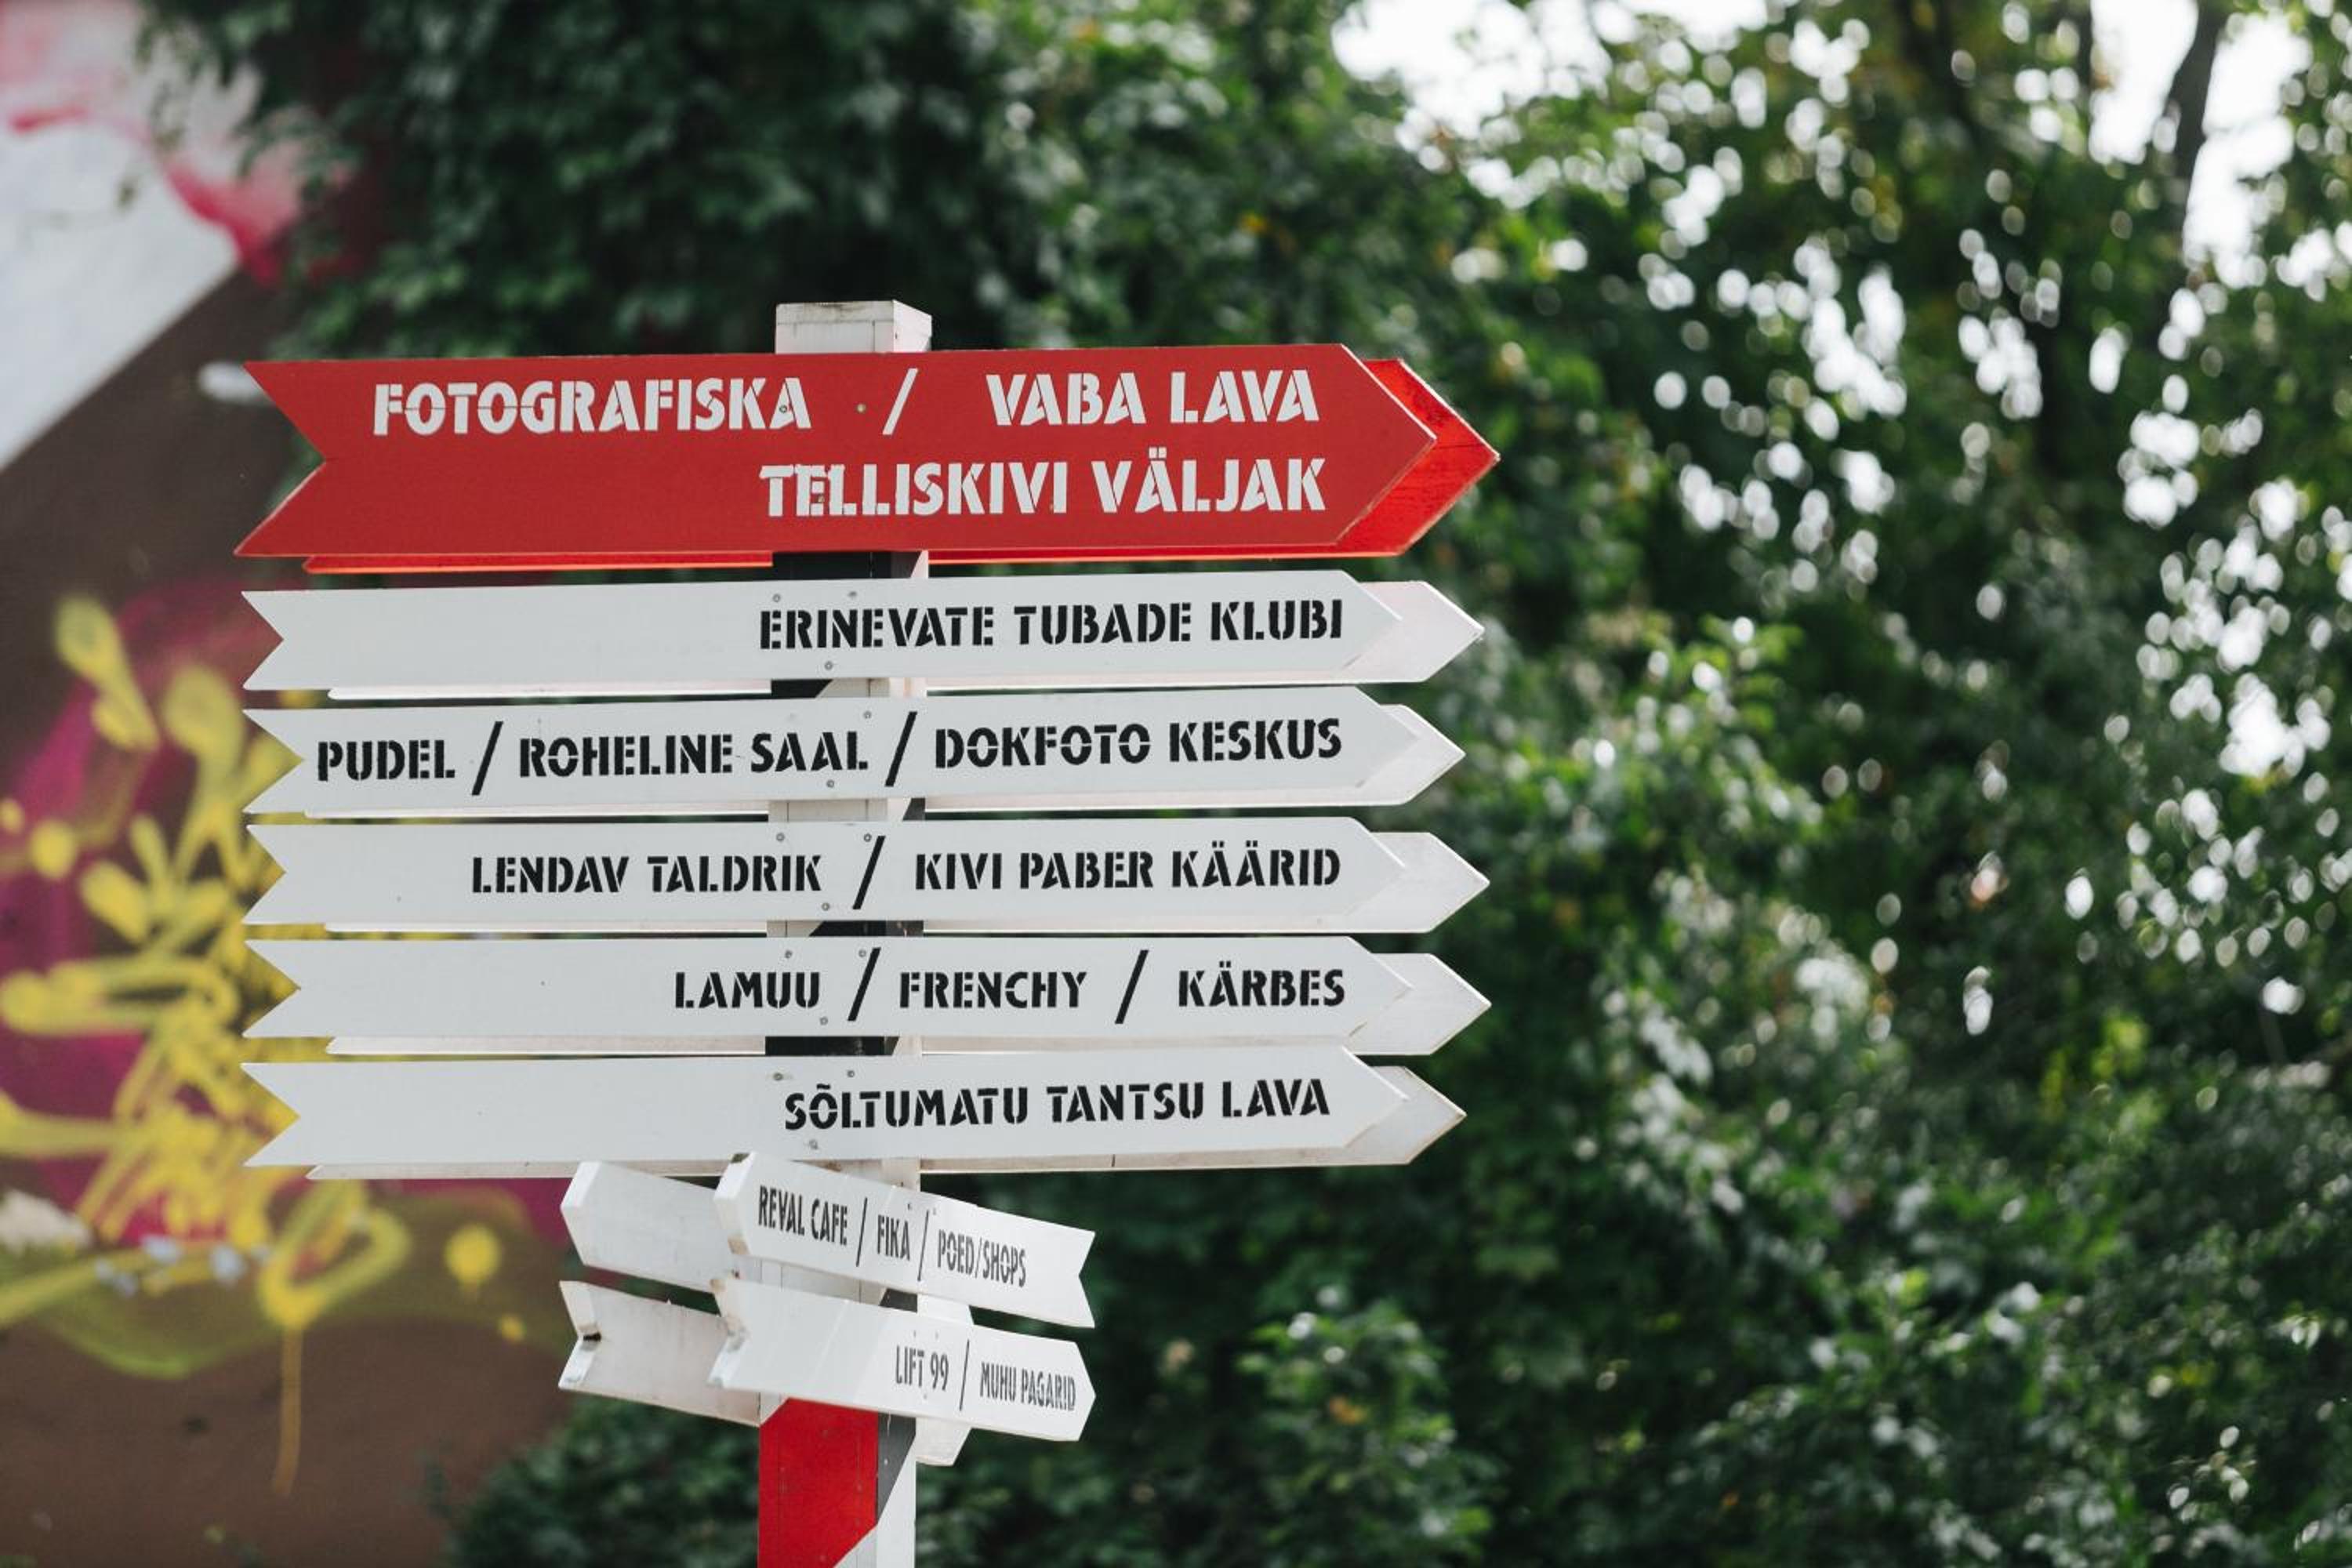 FOTOGRAFISKA / VABA LAVA
TELLISKIVI VÄLJAK
ERINEVATE TUBADE KLUBI
PUDEL / ROHELINE SAAL / DOKFOTO KESKUS
LENDAV TALDRIK / KIVI PABER KÄÄRID
LAMUU / FRENCHY / KÄRBES
SÕLTUMATU TANTSU LAVA
REVAL CAFE / FIKA / POED/SHOPS
LIFT 99 / MUHU PAGARID